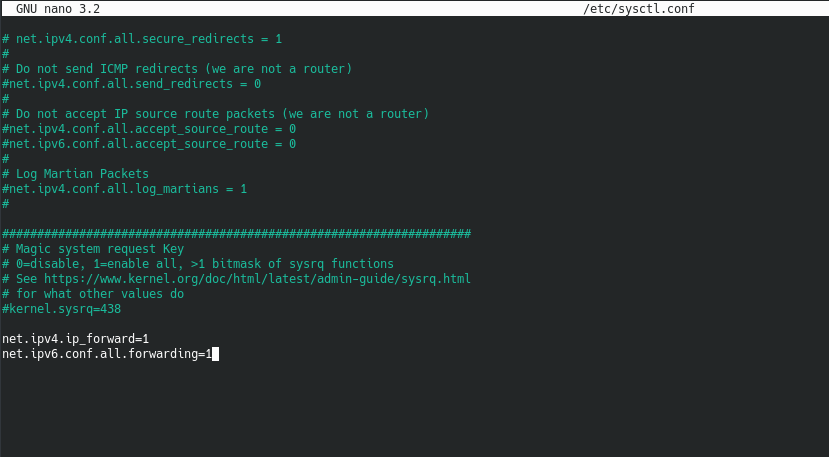 GNU nano 3.2 /etc/sysctl.conf
# net.ipv4.conf.all.secure_redirects = 1
#
# Do not send ICMP redirects (we are not a router)
#net.ipv4.conf.all.send_redirects = 0
#
# Do not accept IP source route packets (we are not a router)
#net.ipv4.conf.all.accept_source_route = 0
#net.ipv6.conf.all.accept_source_route = 0
#
# Log Martian Packets
#net.ipv4.conf.all.log_martians = 1
#
###################################################################
# Magic system request Key
# 0=disable, 1=enable all, >1 bitmask of sysrq functions
# See https://www.kernel.org/doc/html/latest/admin-guide/sysrq.html
# for what other values do
#kernel.sysrq=438
net.ipv4.ip_forward=1
net.ipv6.conf.all.forwarding=1